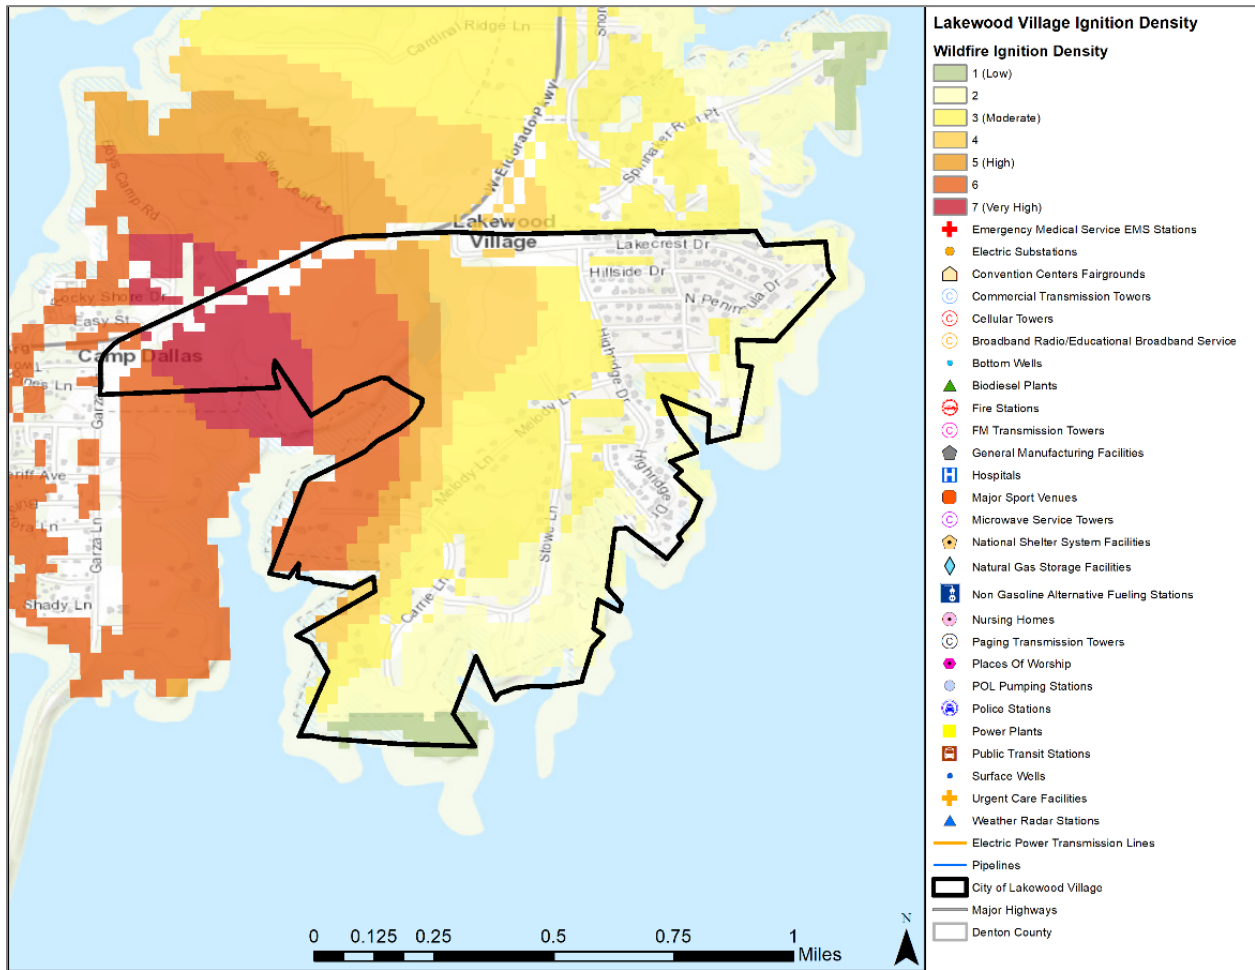 Cardinal Ridge Ln
W Eldorado Pkwy
Spinnaker Run Pt
Boys Camp Rd
Silver Leaf Ct
Lakewood
Village
Lakecrest Dr
Hillside Dr
N Peninsula Dr
Rocky Shore Dr
Easy St
Camp Dallas
Highridge Dr
Melody Ln
Garza Ln
Highridge Dr
Melody Ln
Stowe Ln
Garza Ln
Carrie Ln
Shady Ln
0 0.125 0.25 0.5 0.75 1
Miles
N
Lakewood Village Ignition Density
Wildfire Ignition Density
1 (Low)
2
3 (Moderate)
4
5 (High)
6
7 (Very High)
Emergency Medical Service EMS Stations
Electric Substations
Convention Centers Fairgrounds
C Commercial Transmission Towers
C Cellular Towers
C Broadband Radio/Educational Broadband Service
Bottom Wells
Biodiesel Plants
Fire Stations
C FM Transmission Towers
General Manufacturing Facilities
H Hospitals
Major Sport Venues
C Microwave Service Towers
National Shelter System Facilities
Natural Gas Storage Facilities
Non Gasoline Alternative Fueling Stations
Nursing Homes
C Paging Transmission Towers
Places Of Worship
POL Pumping Stations
Police Stations
Power Plants
Public Transit Stations
Surface Wells
Urgent Care Facilities
Weather Radar Stations
Electric Power Transmission Lines
Pipelines
City of Lakewood Village
Major Highways
Denton County